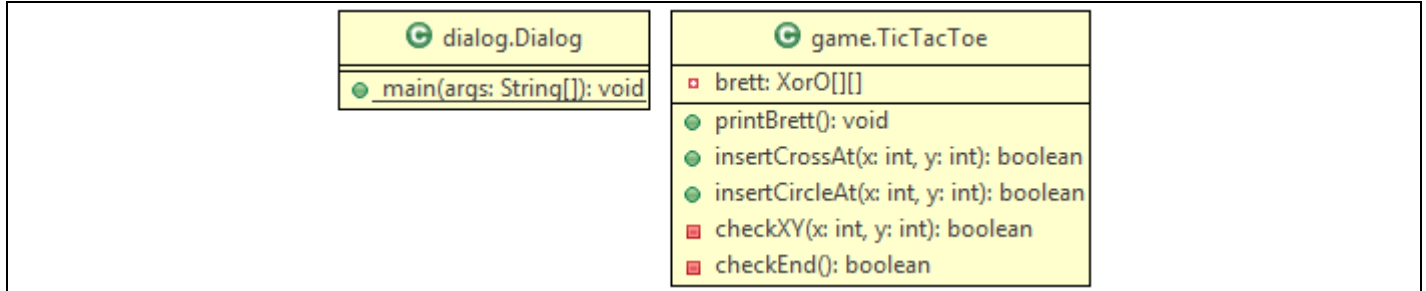 dialog.Dialog
main(args: String[]): void
game.TicTacToe
brett: XorO[][]
printBrett(): void
insertCrossAt(x: int, y: int): boolean
insertCircleAt(x: int, y: int): boolean
checkXY(x: int, y: int): boolean
checkEnd(): boolean